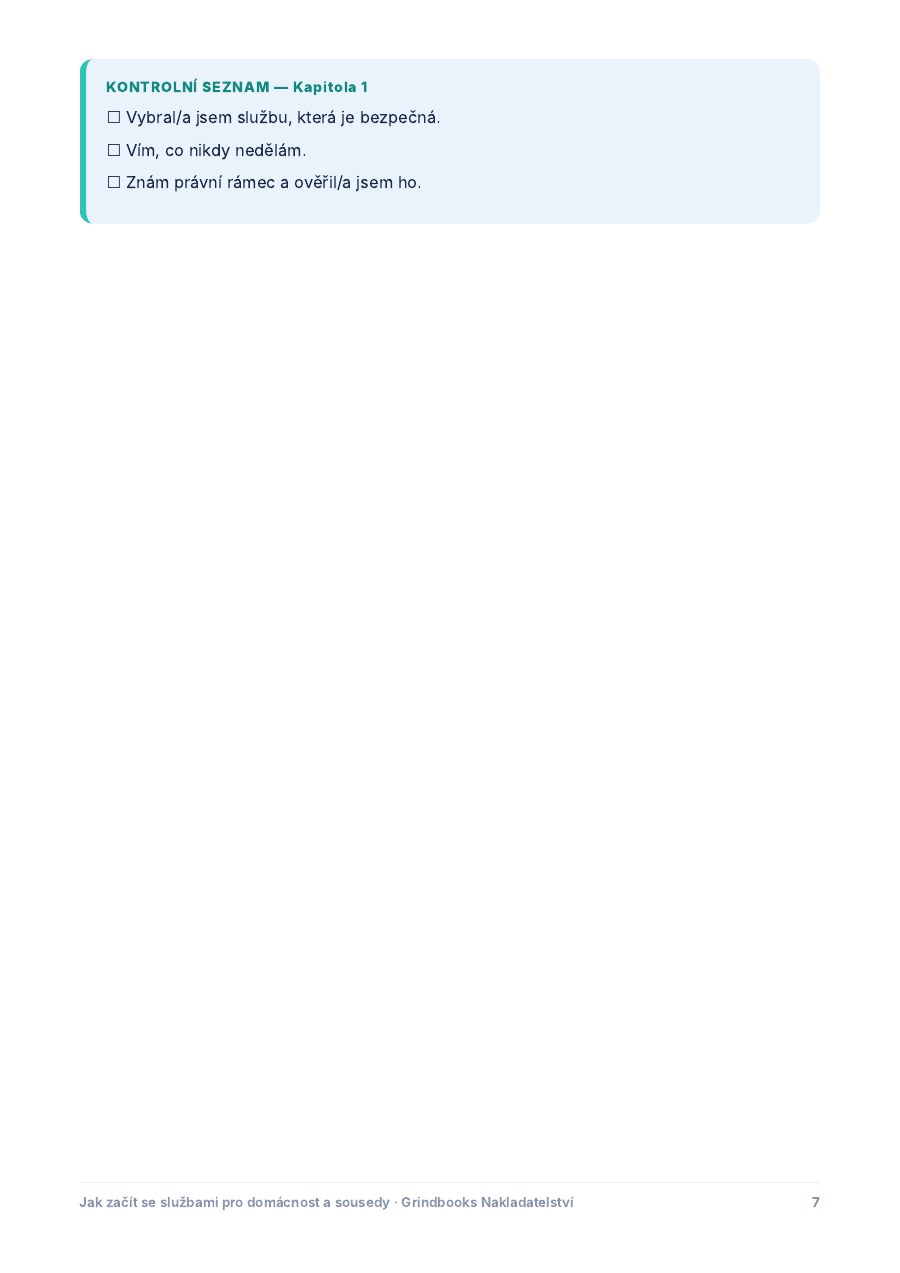 KONTROLNÍ SEZNAM — Kapitola 1
☐ Vybral/a jsem službu, která je bezpečná.
☐ Vím, co nikdy nedělám.
☐ Znám právní rámec a ověřil/a jsem ho.
Jak začít se službami pro domácnost a sousedy · Grindbooks Nakladatelství 7